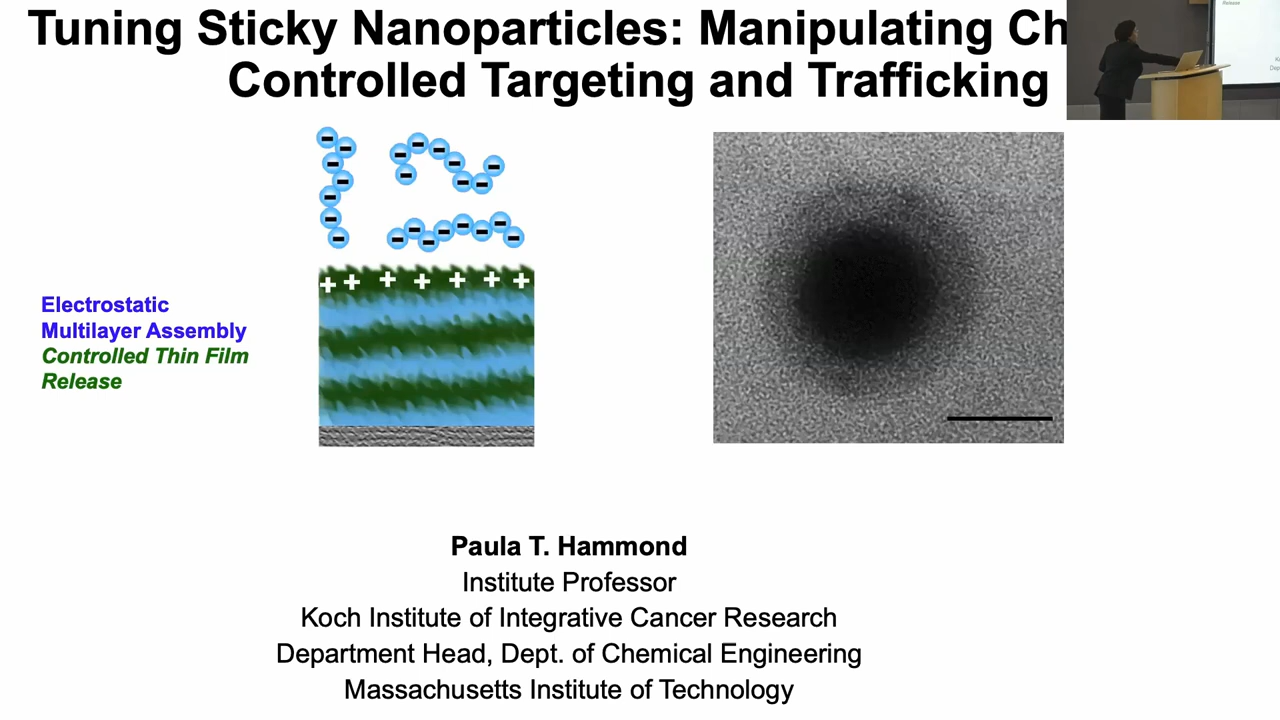 Tuning Sticky Nanoparticles: Manipulating Ch
Controlled Targeting and Trafficking
Electrostatic
Multilayer Assembly
Controlled Thin Film
Release
Paula T. Hammond
Institute Professor
Koch Institute of Integrative Cancer Research
Department Head, Dept. of Chemical Engineering
Massachusetts Institute of Technology
Release